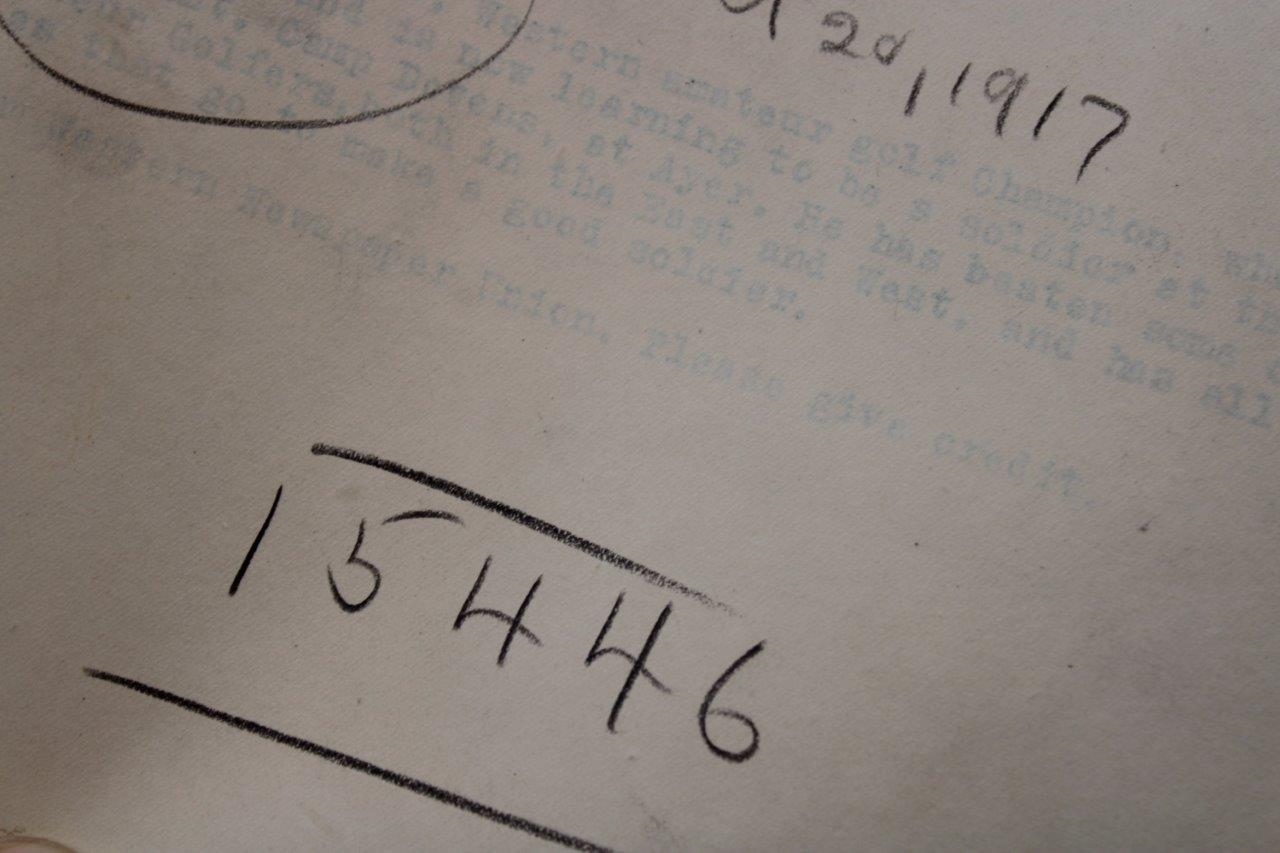 20, 1917
Western amateur golf Champion, who
and is now learning to be a soldier at th
Camp Devens, at Ayer. He has beaten some
Golfers, both in the East and West, and has all
that go to make a good soldier.
Western Newspaper Union, Please give credit.
15446